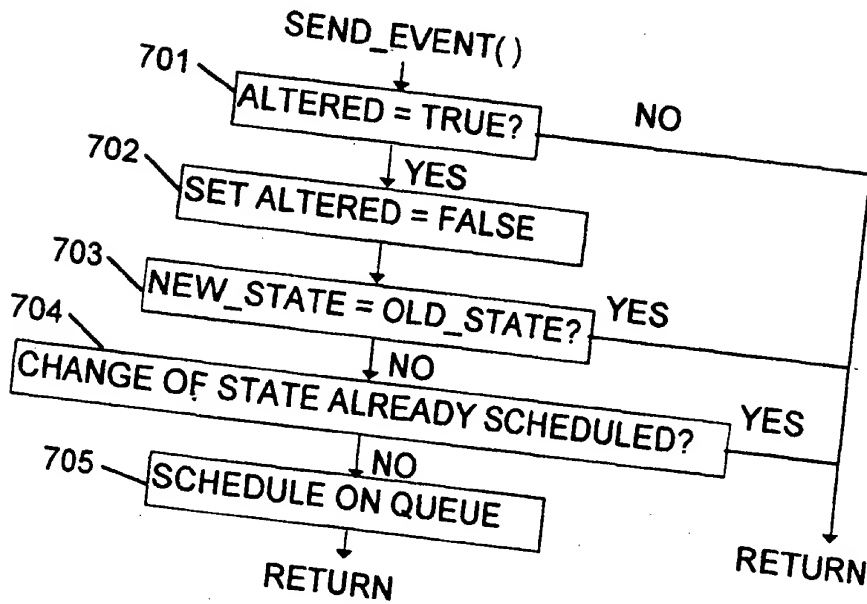 SEND_EVENT()
701
ALTERED = TRUE?
NO
YES
702
SET ALTERED = FALSE
703
NEW_STATE = OLD_STATE?
YES
NO
704
CHANGE OF STATE ALREADY SCHEDULED?
YES
NO
705
SCHEDULE ON QUEUE
RETURN
RETURN